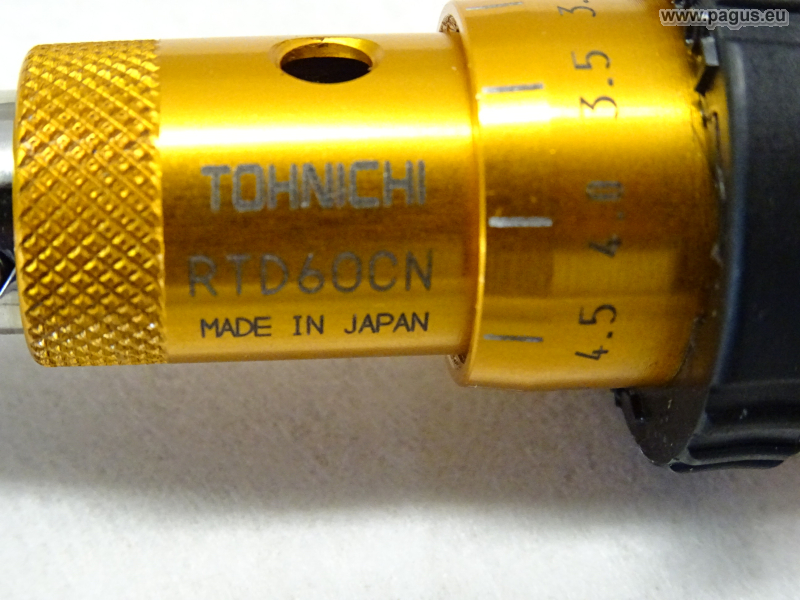 www.pagus.eu
3.5
TOHNICHI
4.0
RTD60CN
MADE IN JAPAN
4.5